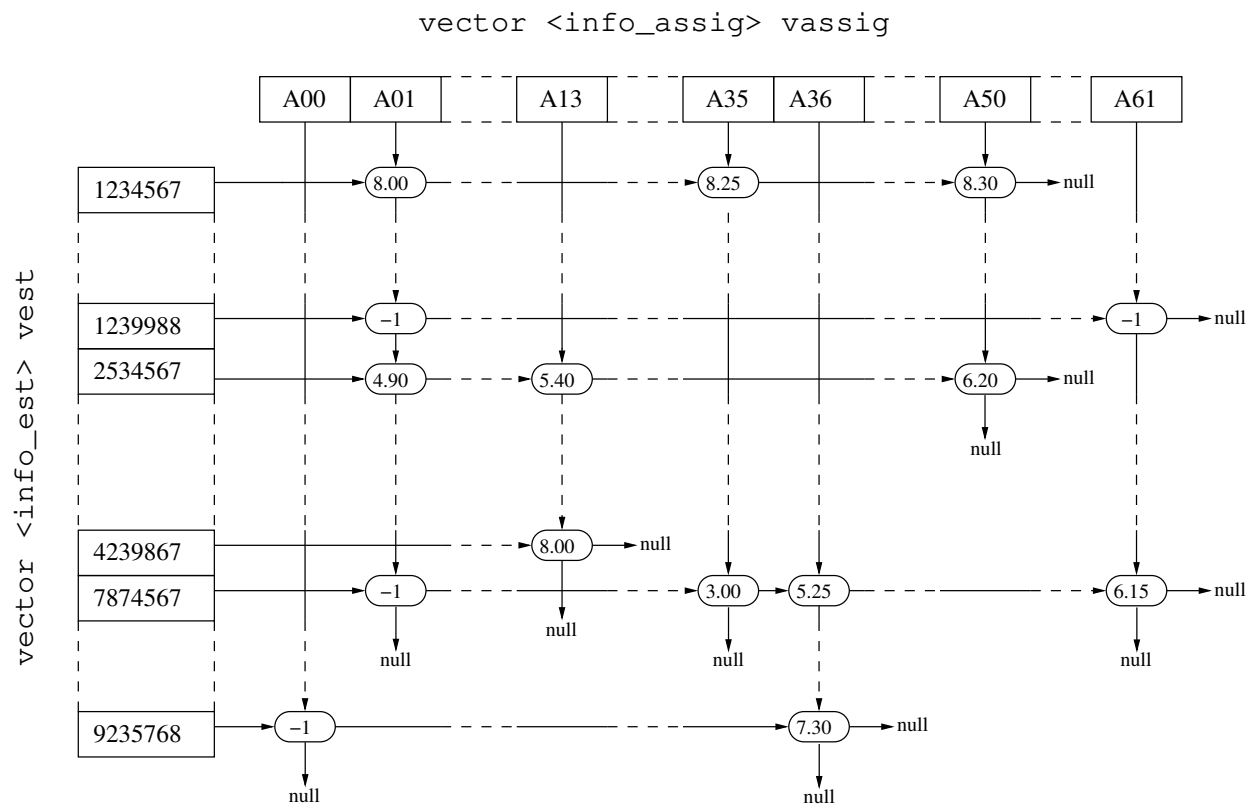 vector <info_assig> vassig
A00 A01 A13 A35 A36 A50 A61
1234567 8.00 8.25 8.30 null
vector <info_est> vest
1239988 −1 −1 null
2534567 4.90 5.40 6.20 null
null
4239867 8.00 null
7874567 −1 3.00 5.25 6.15 null
null
null null null
9235768 −1 7.30 null
null null